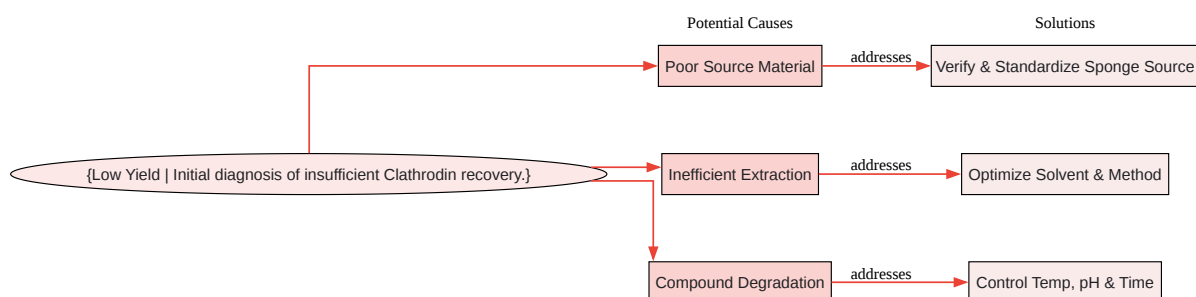 Potential Causes
Solutions
Poor Source Material
addresses
Verify & Standardize Sponge Source
{Low Yield | Initial diagnosis of insufficient Clathrodin recovery.}
Inefficient Extraction
addresses
Optimize Solvent & Method
Compound Degradation
addresses
Control Temp, pH & Time